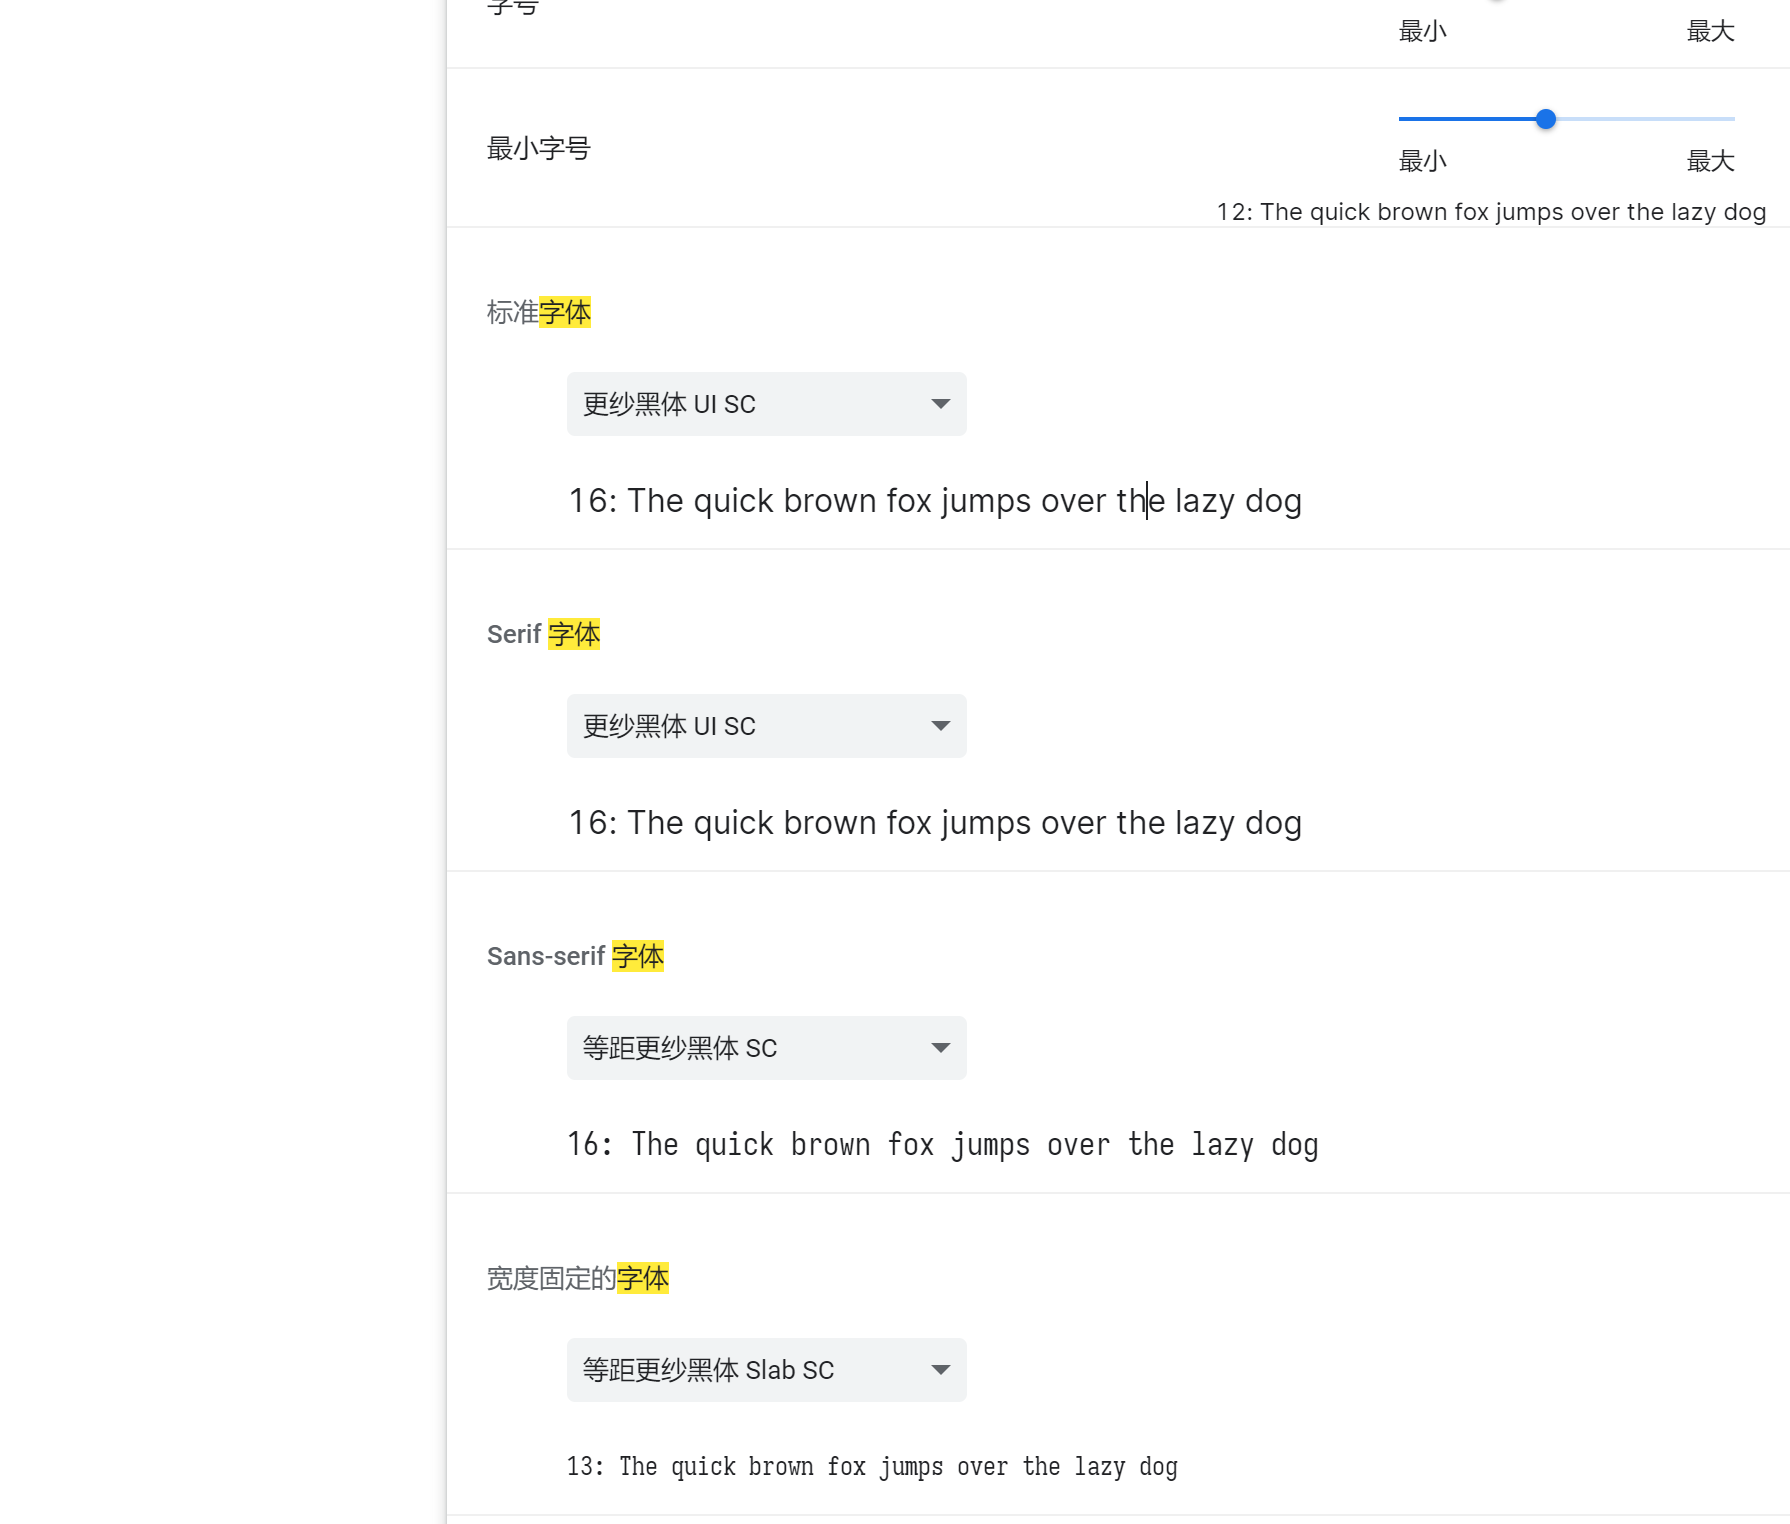 字号
最小 最大
最小字号
最小 最大
12: The quick brown fox jumps over the lazy dog
标准字体
更纱黑体 UI SC
16: The quick brown fox jumps over the lazy dog
Serif 字体
更纱黑体 UI SC
16: The quick brown fox jumps over the lazy dog
Sans-serif 字体
等距更纱黑体 SC
16: The quick brown fox jumps over the lazy dog
宽度固定的字体
等距更纱黑体 Slab SC
13: The quick brown fox jumps over the lazy dog